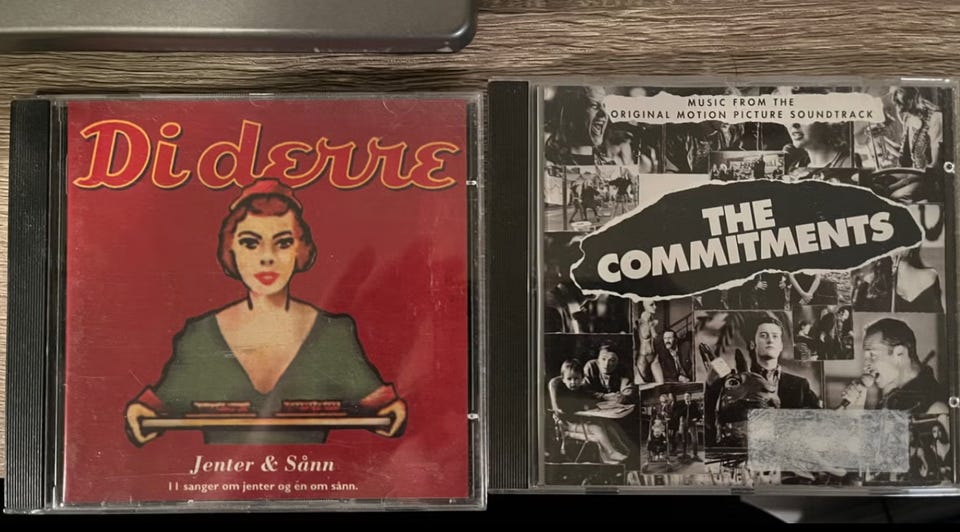 Di derre
Jenter & Sånn
11 sanger om jenter og én om sånn.
MUSIC FROM THE
ORIGINAL MOTION PICTURE SOUNDTRACK
THE
COMMITMENTS